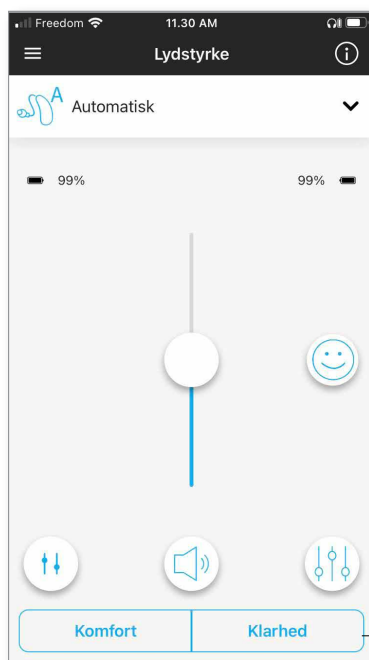 Freedom 11.30 AM
Lydstyrke
A
Automatisk
99% 99%
Komfort Klarhed